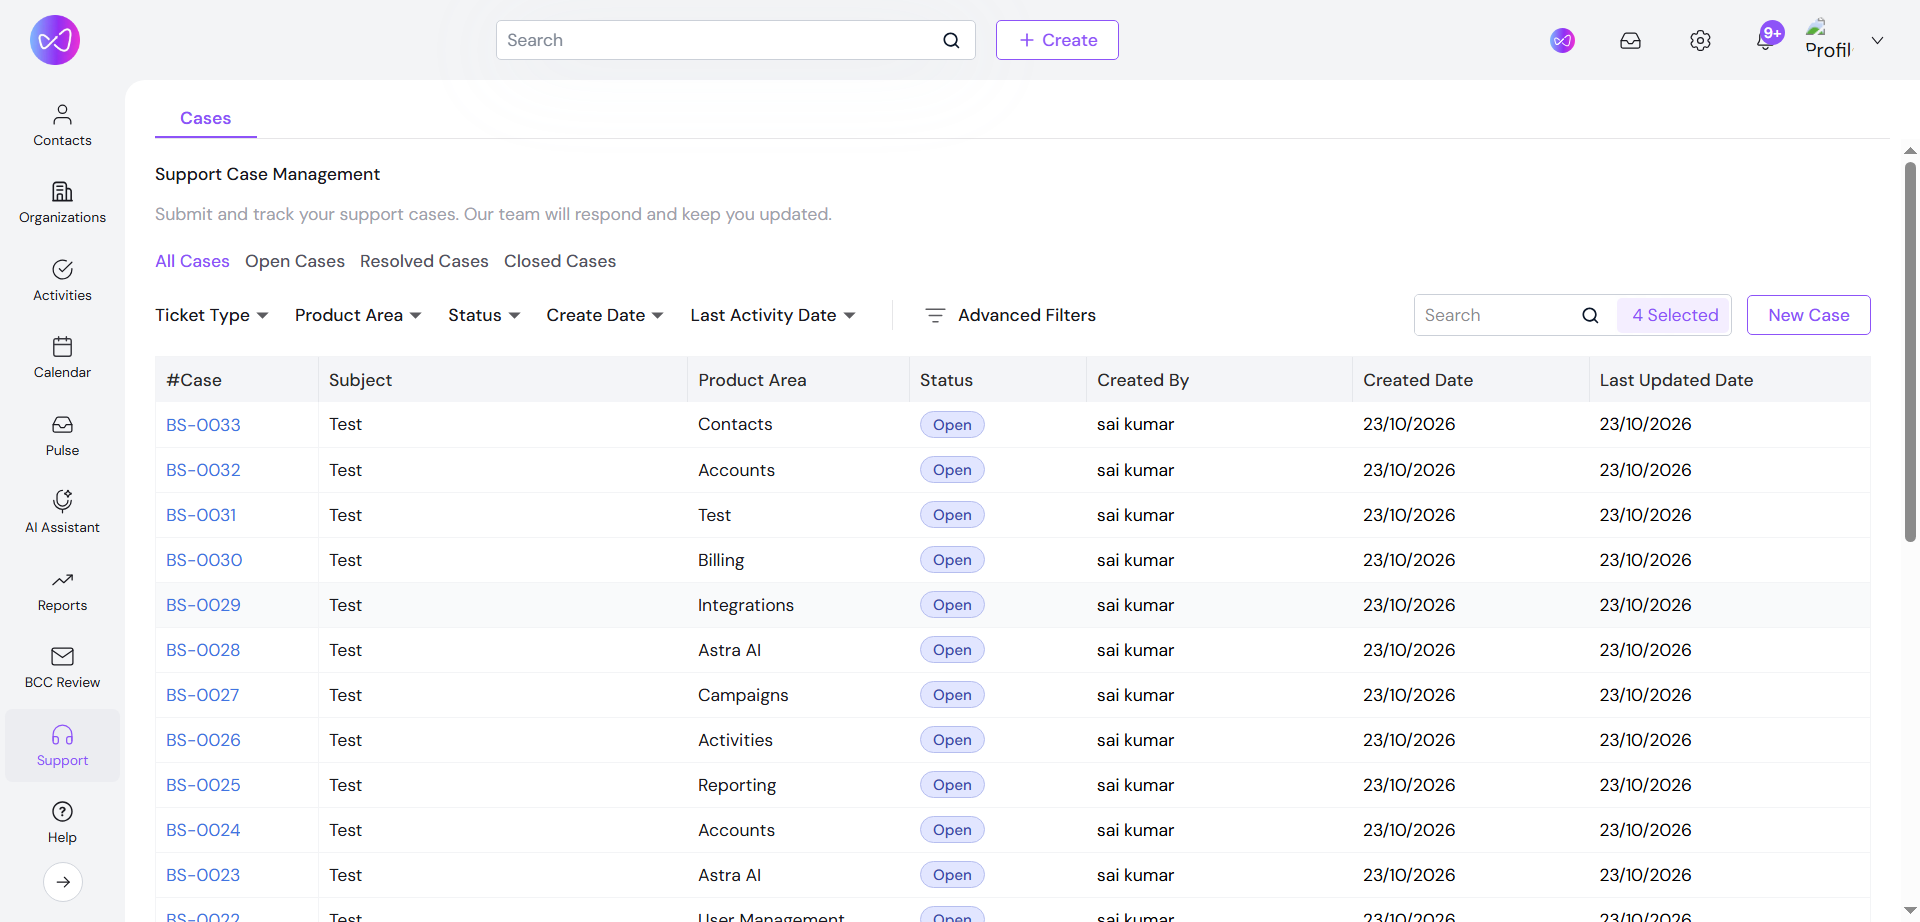 Search
+ Create
9+
Profil
Contacts
Organizations
Activities
Calendar
Pulse
AI Assistant
Reports
BCC Review
Support
Help
Cases
Support Case Management
Submit and track your support cases. Our team will respond and keep you updated.
All Cases Open Cases Resolved Cases Closed Cases
Ticket Type Product Area Status Create Date Last Activity Date Advanced Filters Search 4 Selected New Case
#Case Subject Product Area Status Created By Created Date Last Updated Date
BS-0033 Test Contacts Open sai kumar 23/10/2026 23/10/2026
BS-0032 Test Accounts Open sai kumar 23/10/2026 23/10/2026
BS-0031 Test Test Open sai kumar 23/10/2026 23/10/2026
BS-0030 Test Billing Open sai kumar 23/10/2026 23/10/2026
BS-0029 Test Integrations Open sai kumar 23/10/2026 23/10/2026
BS-0028 Test Astra AI Open sai kumar 23/10/2026 23/10/2026
BS-0027 Test Campaigns Open sai kumar 23/10/2026 23/10/2026
BS-0026 Test Activities Open sai kumar 23/10/2026 23/10/2026
BS-0025 Test Reporting Open sai kumar 23/10/2026 23/10/2026
BS-0024 Test Accounts Open sai kumar 23/10/2026 23/10/2026
BS-0023 Test Astra AI Open sai kumar 23/10/2026 23/10/2026
BS-0022 Test User Management Open sai kumar 23/10/2026 23/10/2026